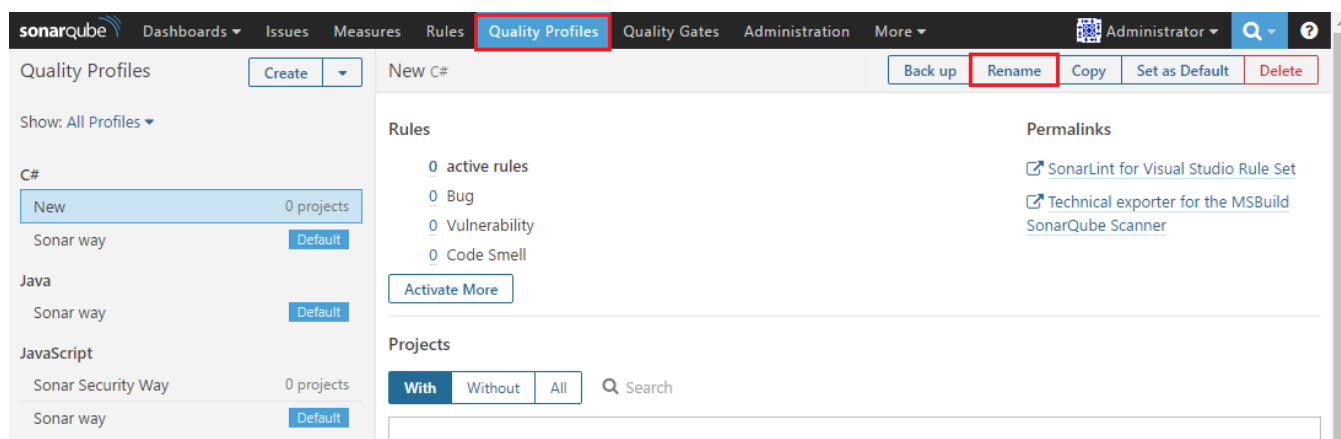 sonarqube Dashboards Issues Measures Rules Quality Profiles Quality Gates Administration More Administrator ?
Quality Profiles Create New C# Back up Rename Copy Set as Default Delete
Show: All Profiles
C#
New 0 projects
Sonar way Default
Java
Sonar way Default
JavaScript
Sonar Security Way 0 projects
Sonar way Default
Rules
0 active rules
0 Bug
0 Vulnerability
0 Code Smell
Activate More
Permalinks
SonarLint for Visual Studio Rule Set
Technical exporter for the MSBuild
SonarQube Scanner
Projects
With Without All Search